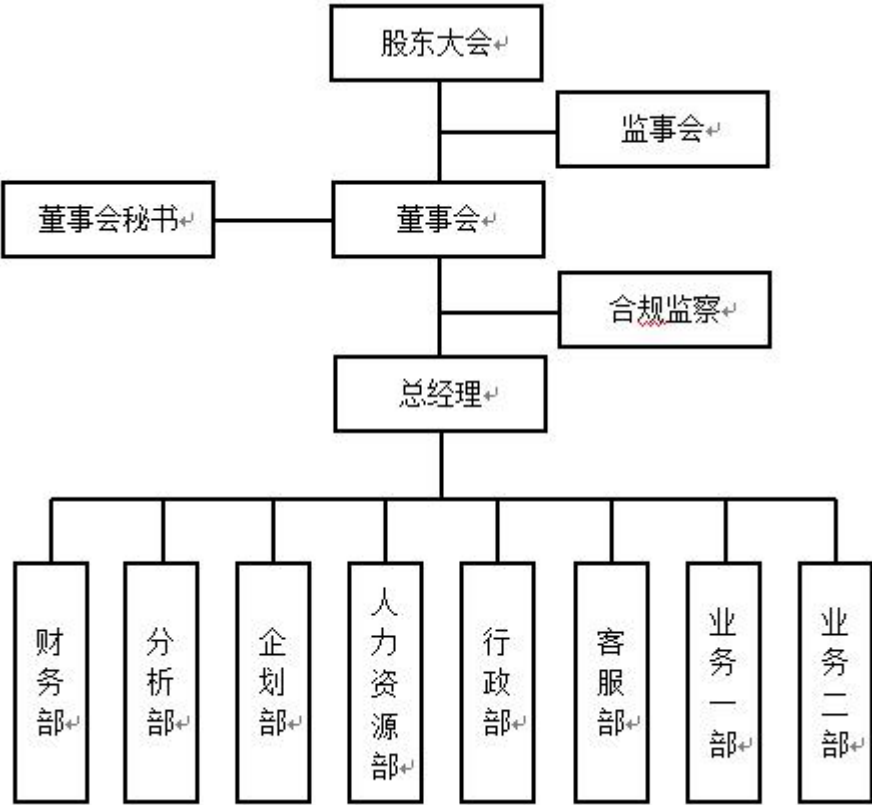 股东大会
监事会
董事会秘书
董事会
合规监察
总经理
财务部
分析部
企划部
人力资源部
行政部
客服部
业务一部
业务二部